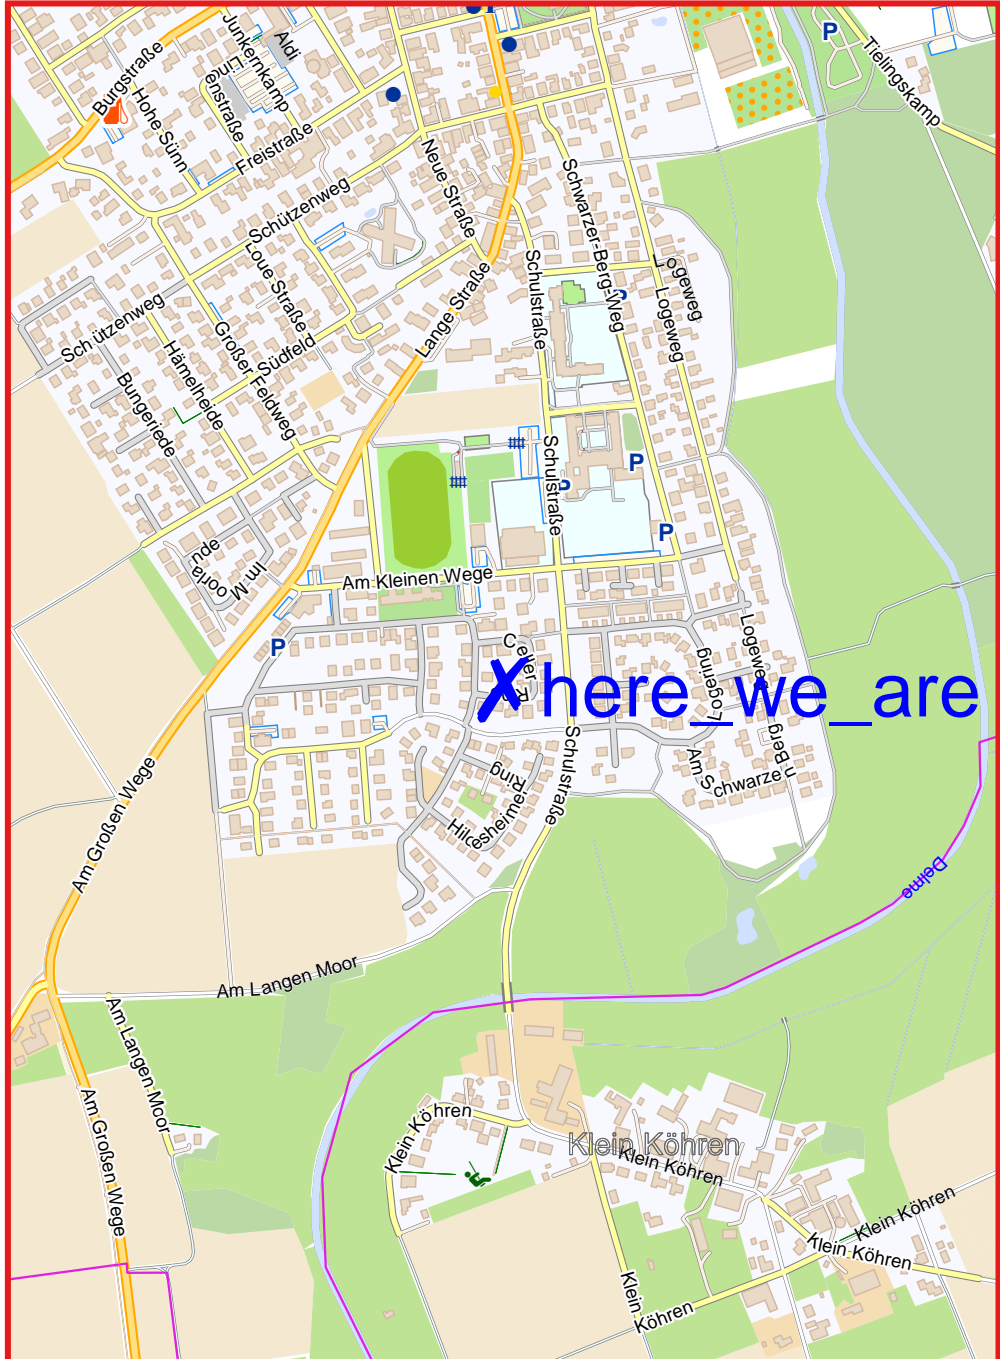 P
Burgstraße
Junkernkamp
Aldi
Tielingskamp
Hohe Sünn
Freistraße
Neue Straße
Schwarzer-Berg-Weg
Schützenweg
Loue Straße
Schulstraße
Logeweg
Logeweg
P
Lange Straße
Schützenweg
Großer Feldweg
Südfeld
Hämelheide
Bungeriede
Schulstraße
P
P
P
Im Moorla
Am Kleinen Wege
P
Celler R
Logering
Logeweg
X here_we_are
Am Schwarzen Berg
Schulstraße
Am Großen Wege
Hildesheimer Ring
Delme
Am Langen Moor
Am Langen Moor
Am Großen Wege
Klein Köhren
Klein Köhren
Klein Köhren
Klein Köhren
Klein Köhren
Klein Köhren